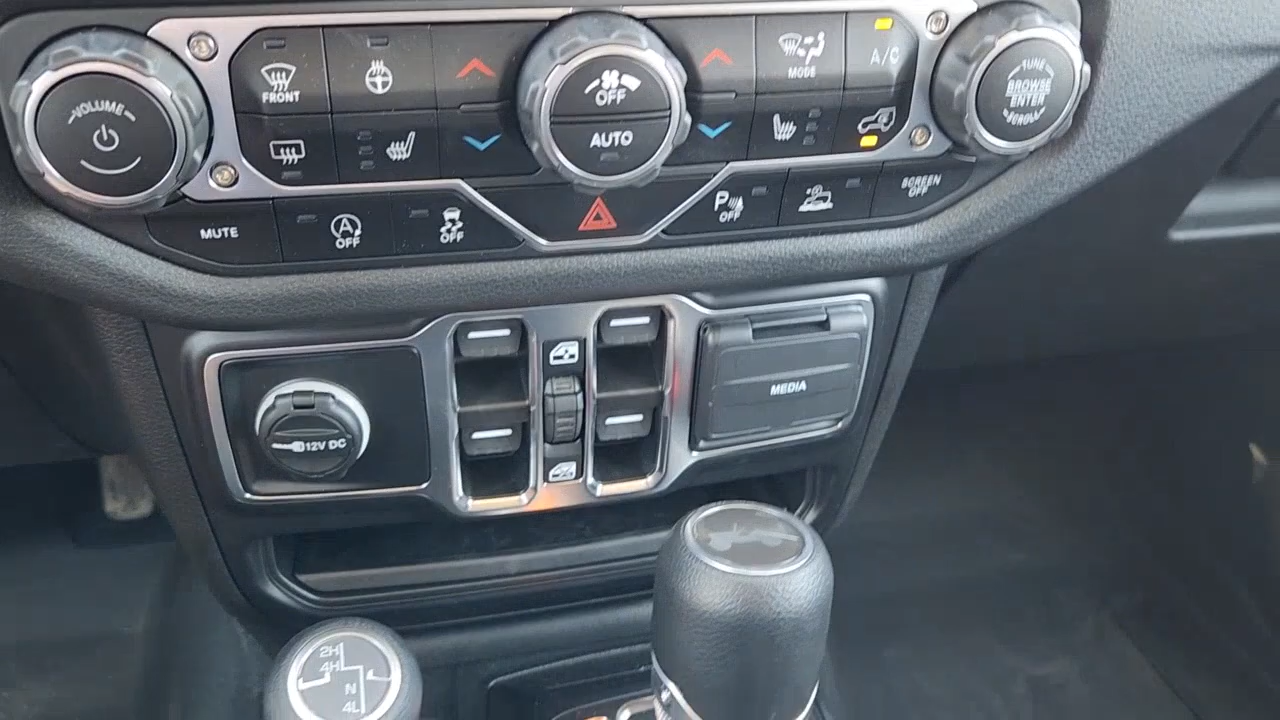 VOLUME
FRONT
OFF
AUTO
MODE
A/C
TUNE
BROWSE
ENTER
SCROLL
MUTE
A
OFF
OFF
P
OFF
SCREEN
OFF
12V DC
MEDIA
2H
4H
N
4L